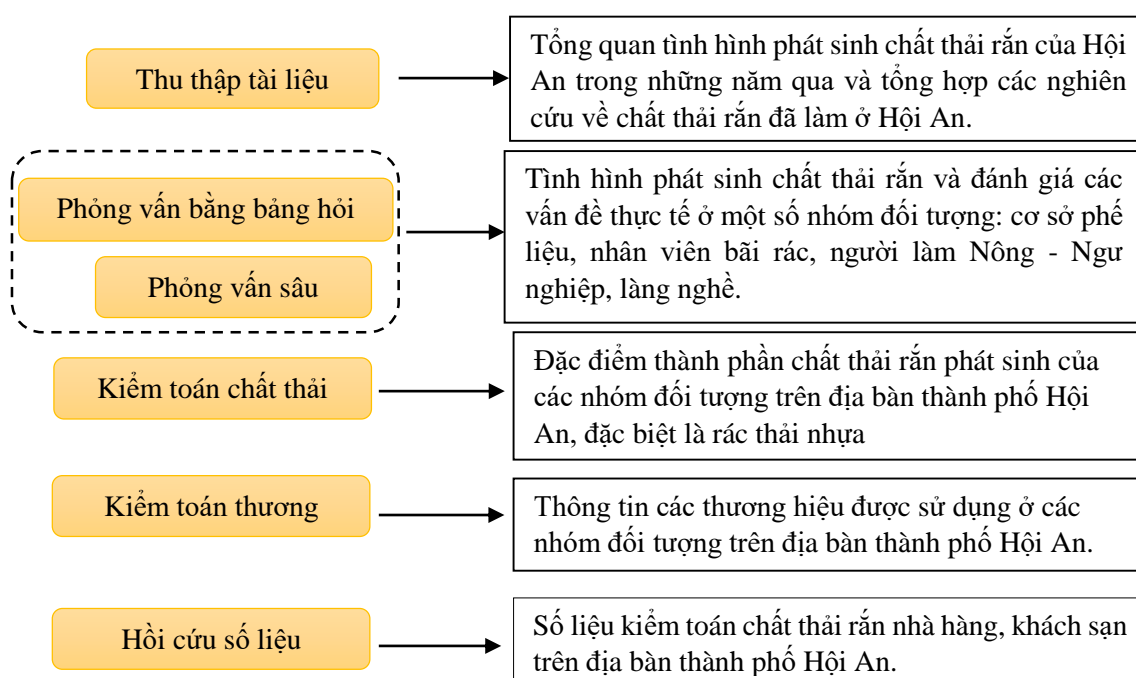 Thu thập tài liệu
Tổng quan tình hình phát sinh chất thải rắn của Hội
An trong những năm qua và tổng hợp các nghiên
cứu về chất thải rắn đã làm ở Hội An.
Phỏng vấn bằng bảng hỏi
Phỏng vấn sâu
Tình hình phát sinh chất thải rắn và đánh giá các
vấn đề thực tế ở một số nhóm đối tượng: cơ sở phế
liệu, nhân viên bãi rác, người làm Nông - Ngư
nghiệp, làng nghề.
Kiểm toán chất thải
Đặc điểm thành phần chất thải rắn phát sinh của
các nhóm đối tượng trên địa bàn thành phố Hội
An, đặc biệt là rác thải nhựa
Kiểm toán thương
Thông tin các thương hiệu được sử dụng ở các
nhóm đối tượng trên địa bàn thành phố Hội An.
Hồi cứu số liệu
Số liệu kiểm toán chất thải rắn nhà hàng, khách sạn
trên địa bàn thành phố Hội An.